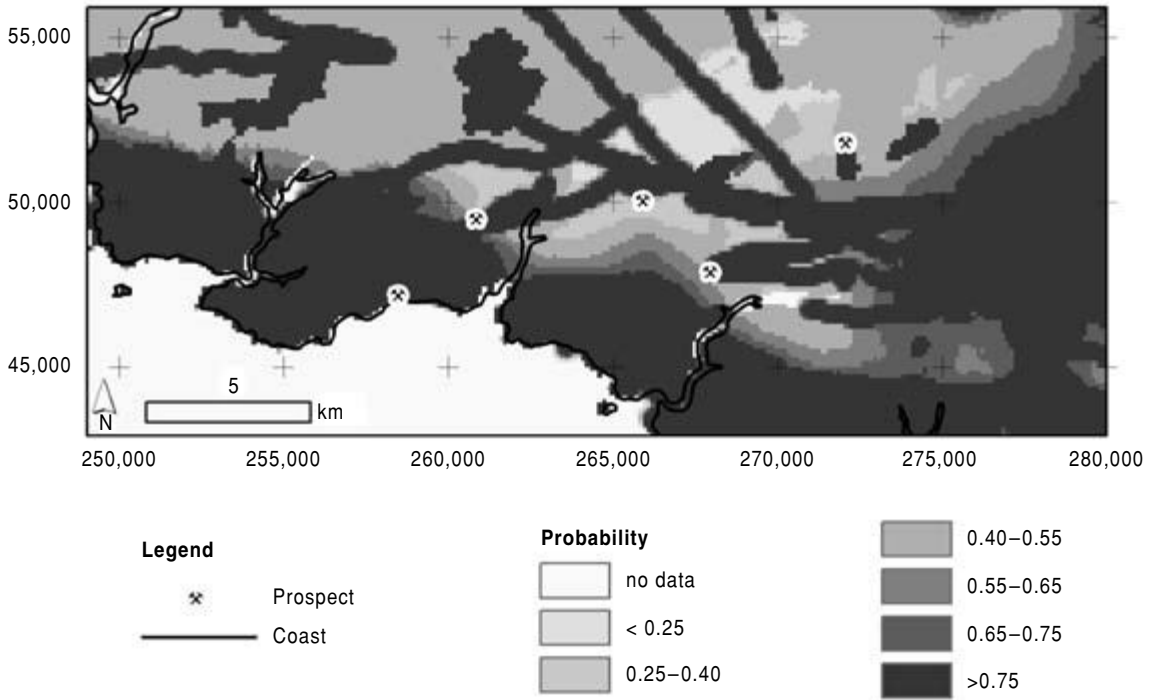 55,000
50,000
45,000
5
km
N
250,000
255,000
260,000
265,000
270,000
275,000
280,000
Legend
Prospect
Coast
Probability
no data
< 0.25
0.25–0.40
0.40–0.55
0.55–0.65
0.65–0.75
>0.75